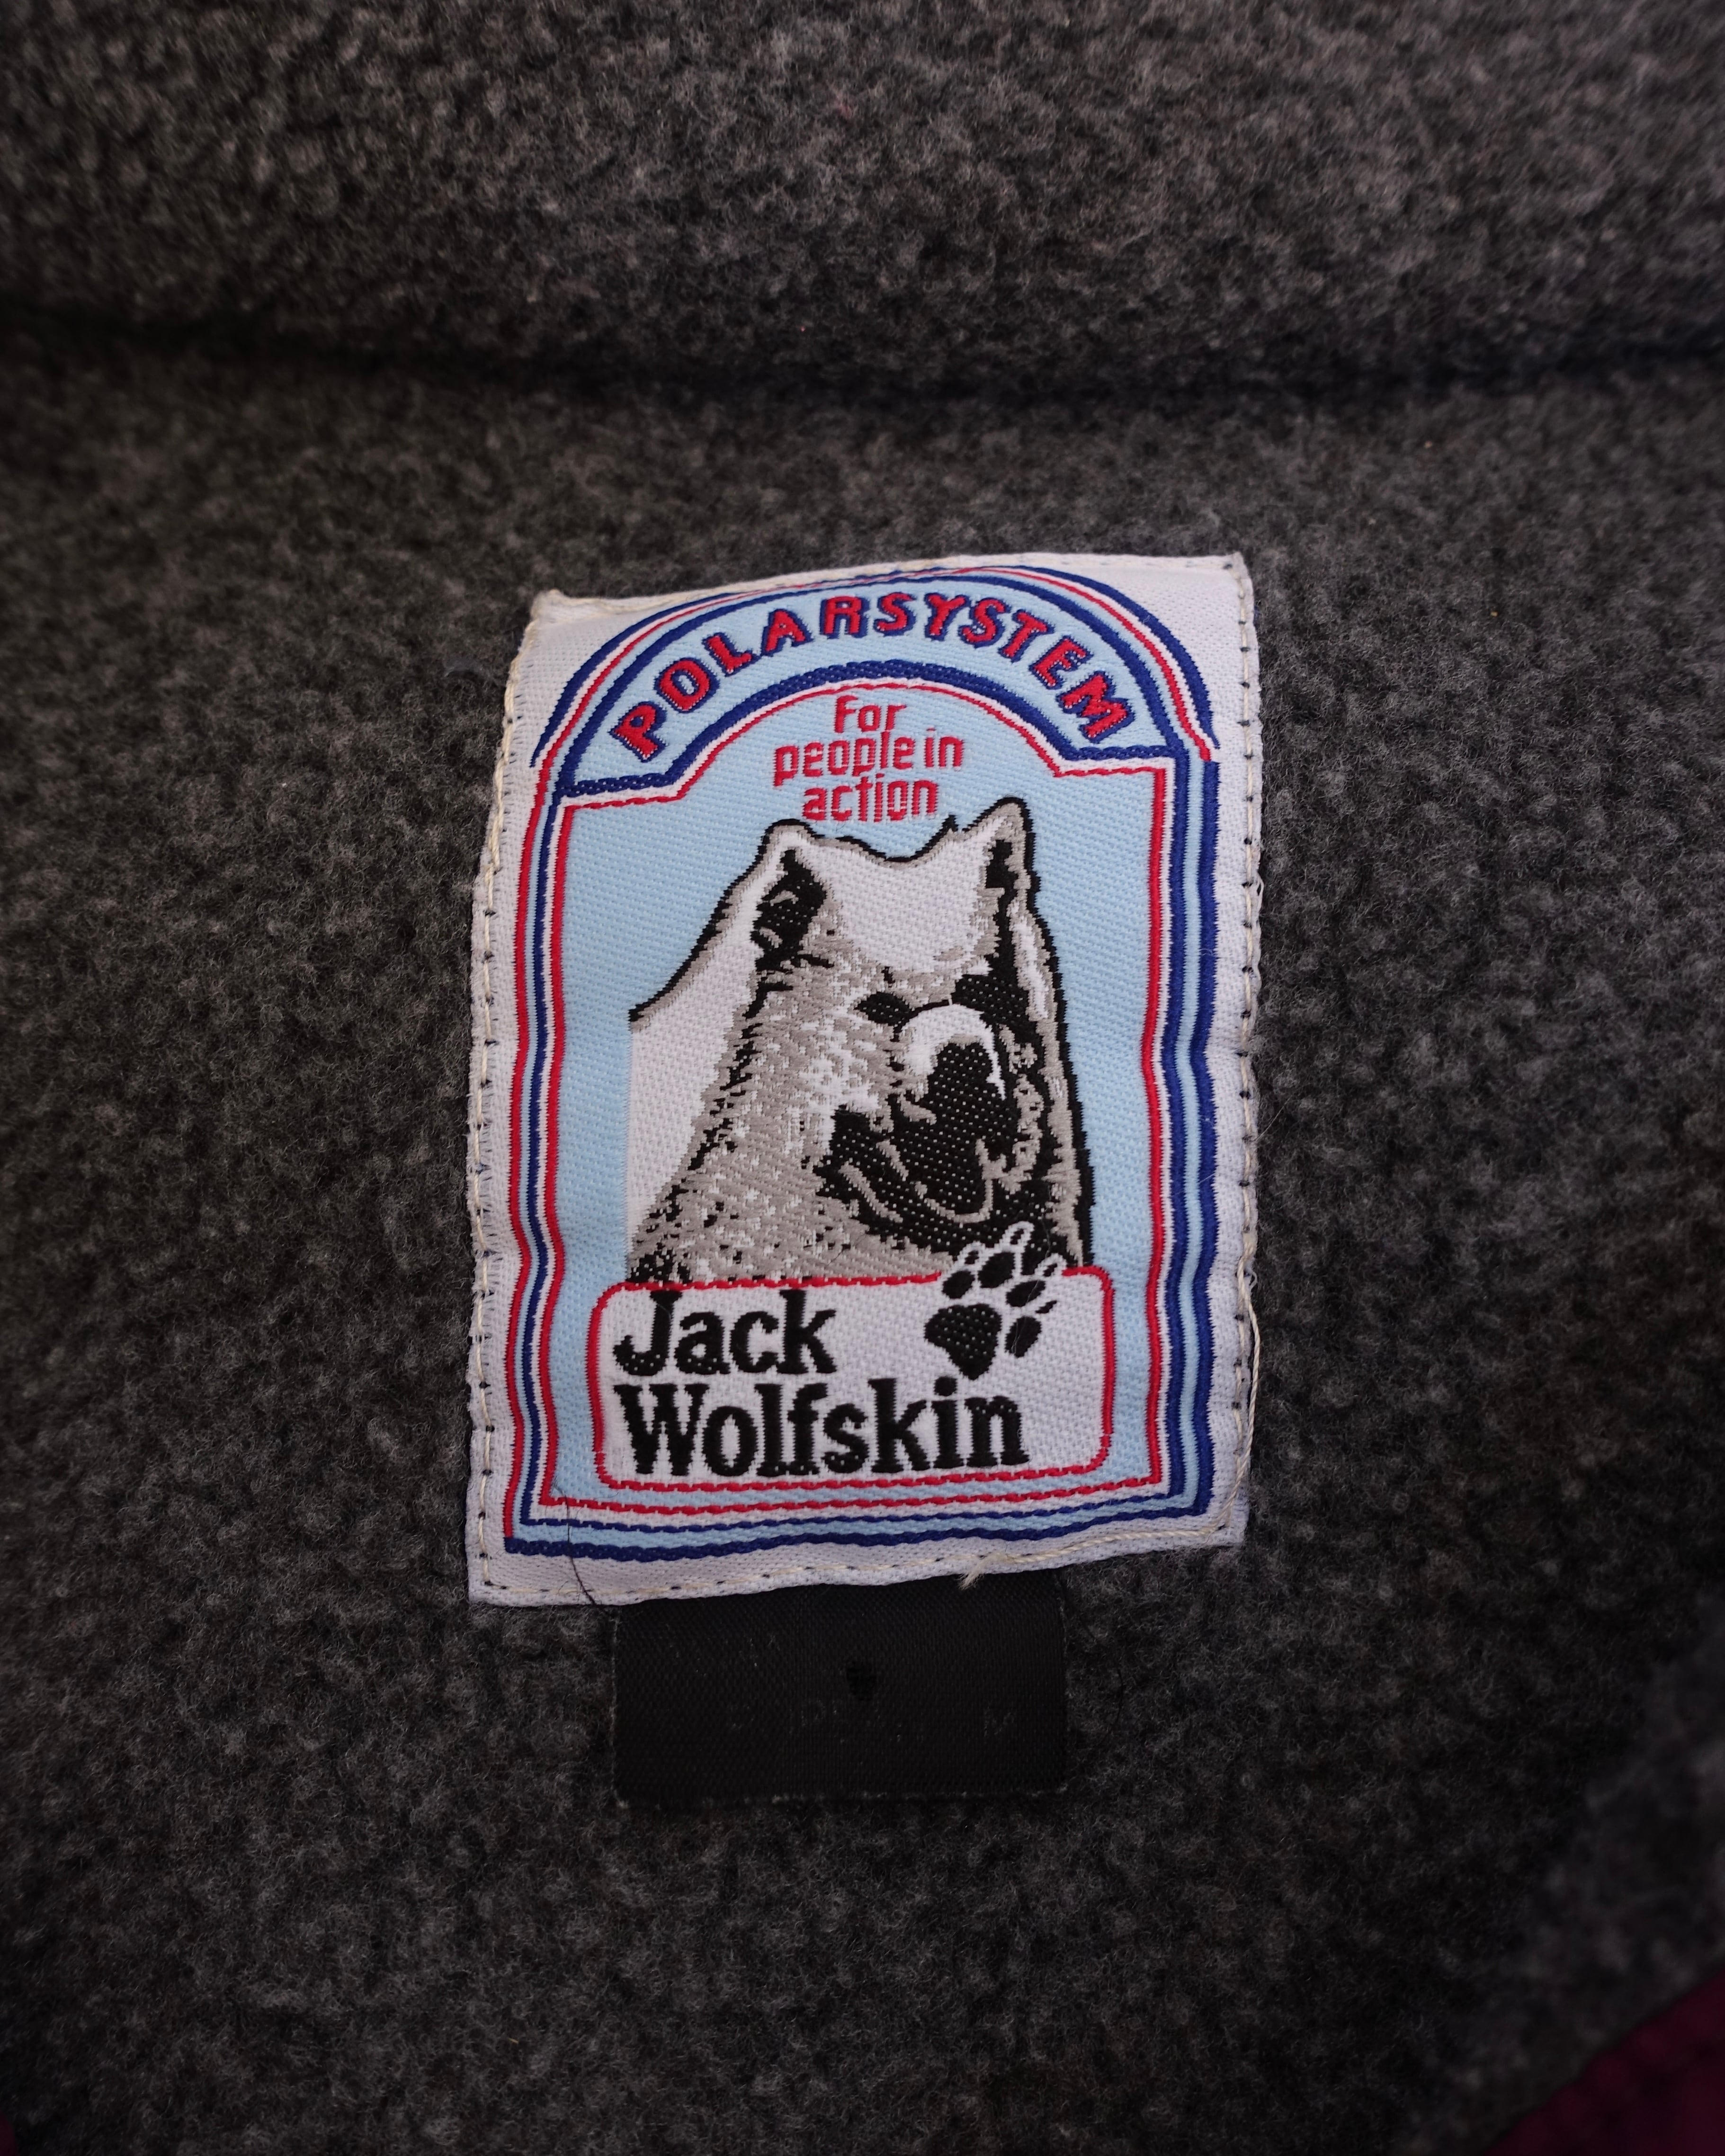 POLARSYSTEM
For
people in
action
Jack
Wolfskin